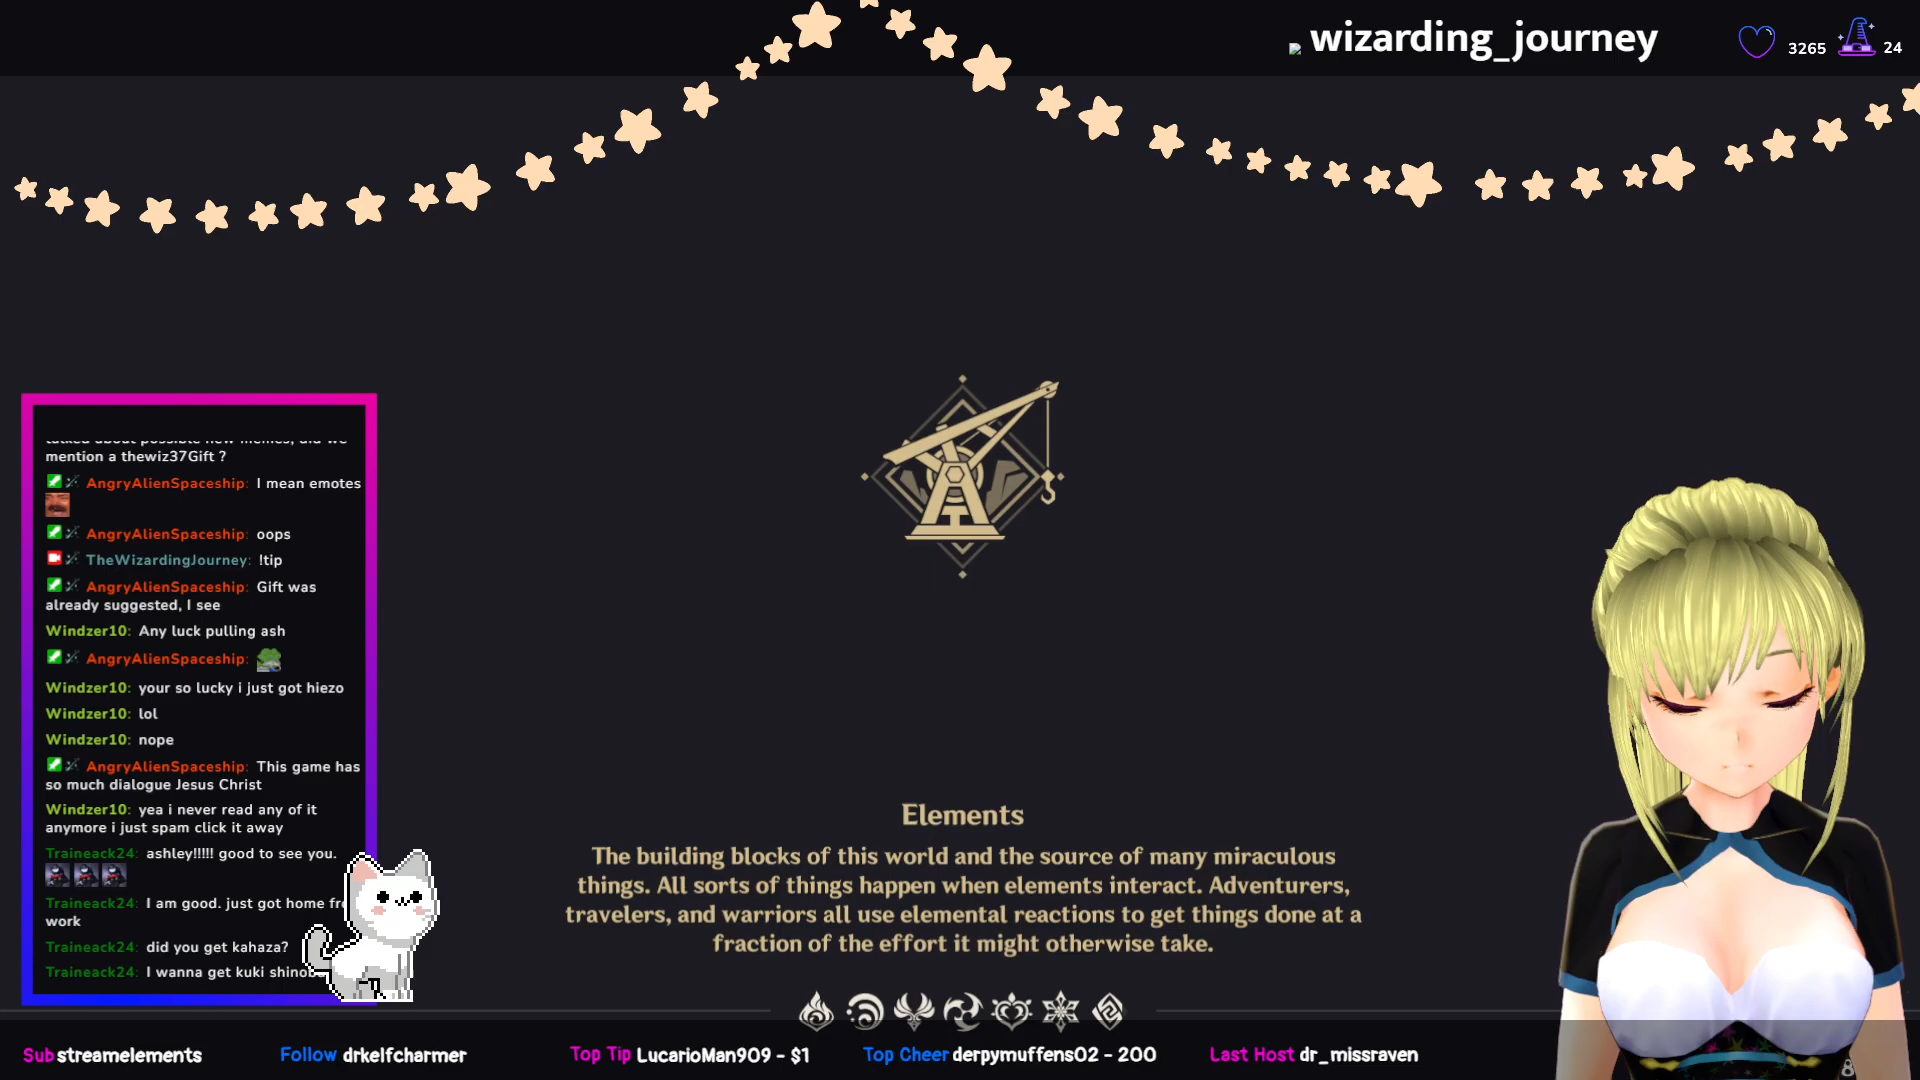 wizarding_journey
3265
24
mention a thewiz37Gift ?
AngryAlienSpaceship: I mean emotes
AngryAlienSpaceship: oops
TheWizardingJourney: !tip
AngryAlienSpaceship: Gift was
already suggested, I see
Windzer10: Any luck pulling ash
AngryAlienSpaceship:
Windzer10: your so lucky i just got hiezo
Windzer10: lol
Windzer10: nope
AngryAlienSpaceship: This game has
so much dialogue Jesus Christ
Windzer10: yea i never read any of it
anymore i just spam click it away
Traineack24: ashley!!!!! good to see you.
Traineack24: I am good. just got home
work
Traineack24: did you get kahaza?
Traineack24: I wanna get kuki
Elements
The building blocks of this world and the source of many miraculous
things. All sorts of things happen when elements interact. Adventurers,
travelers, and warriors all use elemental reactions to get things done at a
fraction of the effort it might otherwise take.
Sub streamelements
Follow drkelfcharmer
Top Tip LucarioMan909 - $1
Top Cheer derpymuffens02 - 200
Last Host dr_missraven